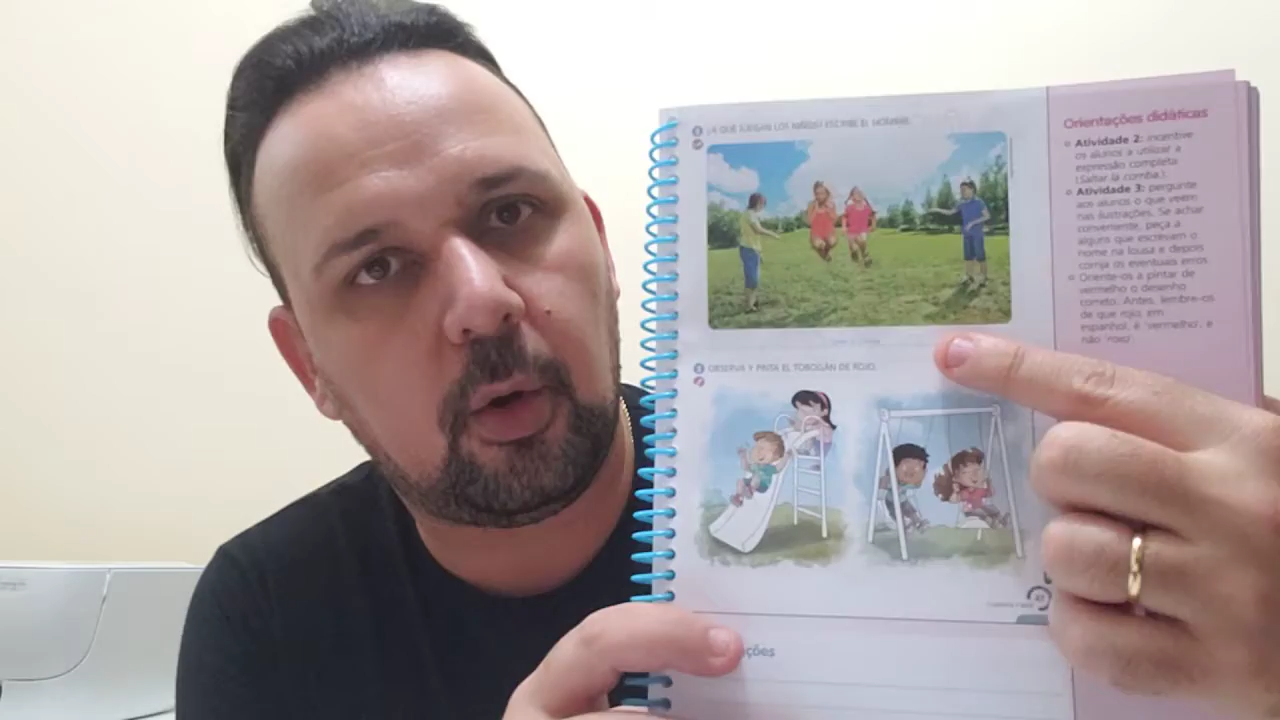 2 ¿A QUÉ JUEGAN LOS NIÑOS? ESCRIBE EL NOMBRE.
3 OBSERVA Y PINTA EL TOBOGÁN DE ROJO.
Orientações didáticas
Atividade 2: incentive
os alunos a utilizar a
expressão completa
(Saltar la comba.).
Atividade 3: pergunte
aos alunos o que veem
nas ilustrações. Se achar
conveniente, peça a
alguns que escrevam o
nome na lousa e depois
corrija os eventuais erros.
Oriente-os a pintar de
vermelho o desenho
correto. Antes, lembre-os
de que rojo, em
espanhol, é "vermelho", e
não "roxo".
ções